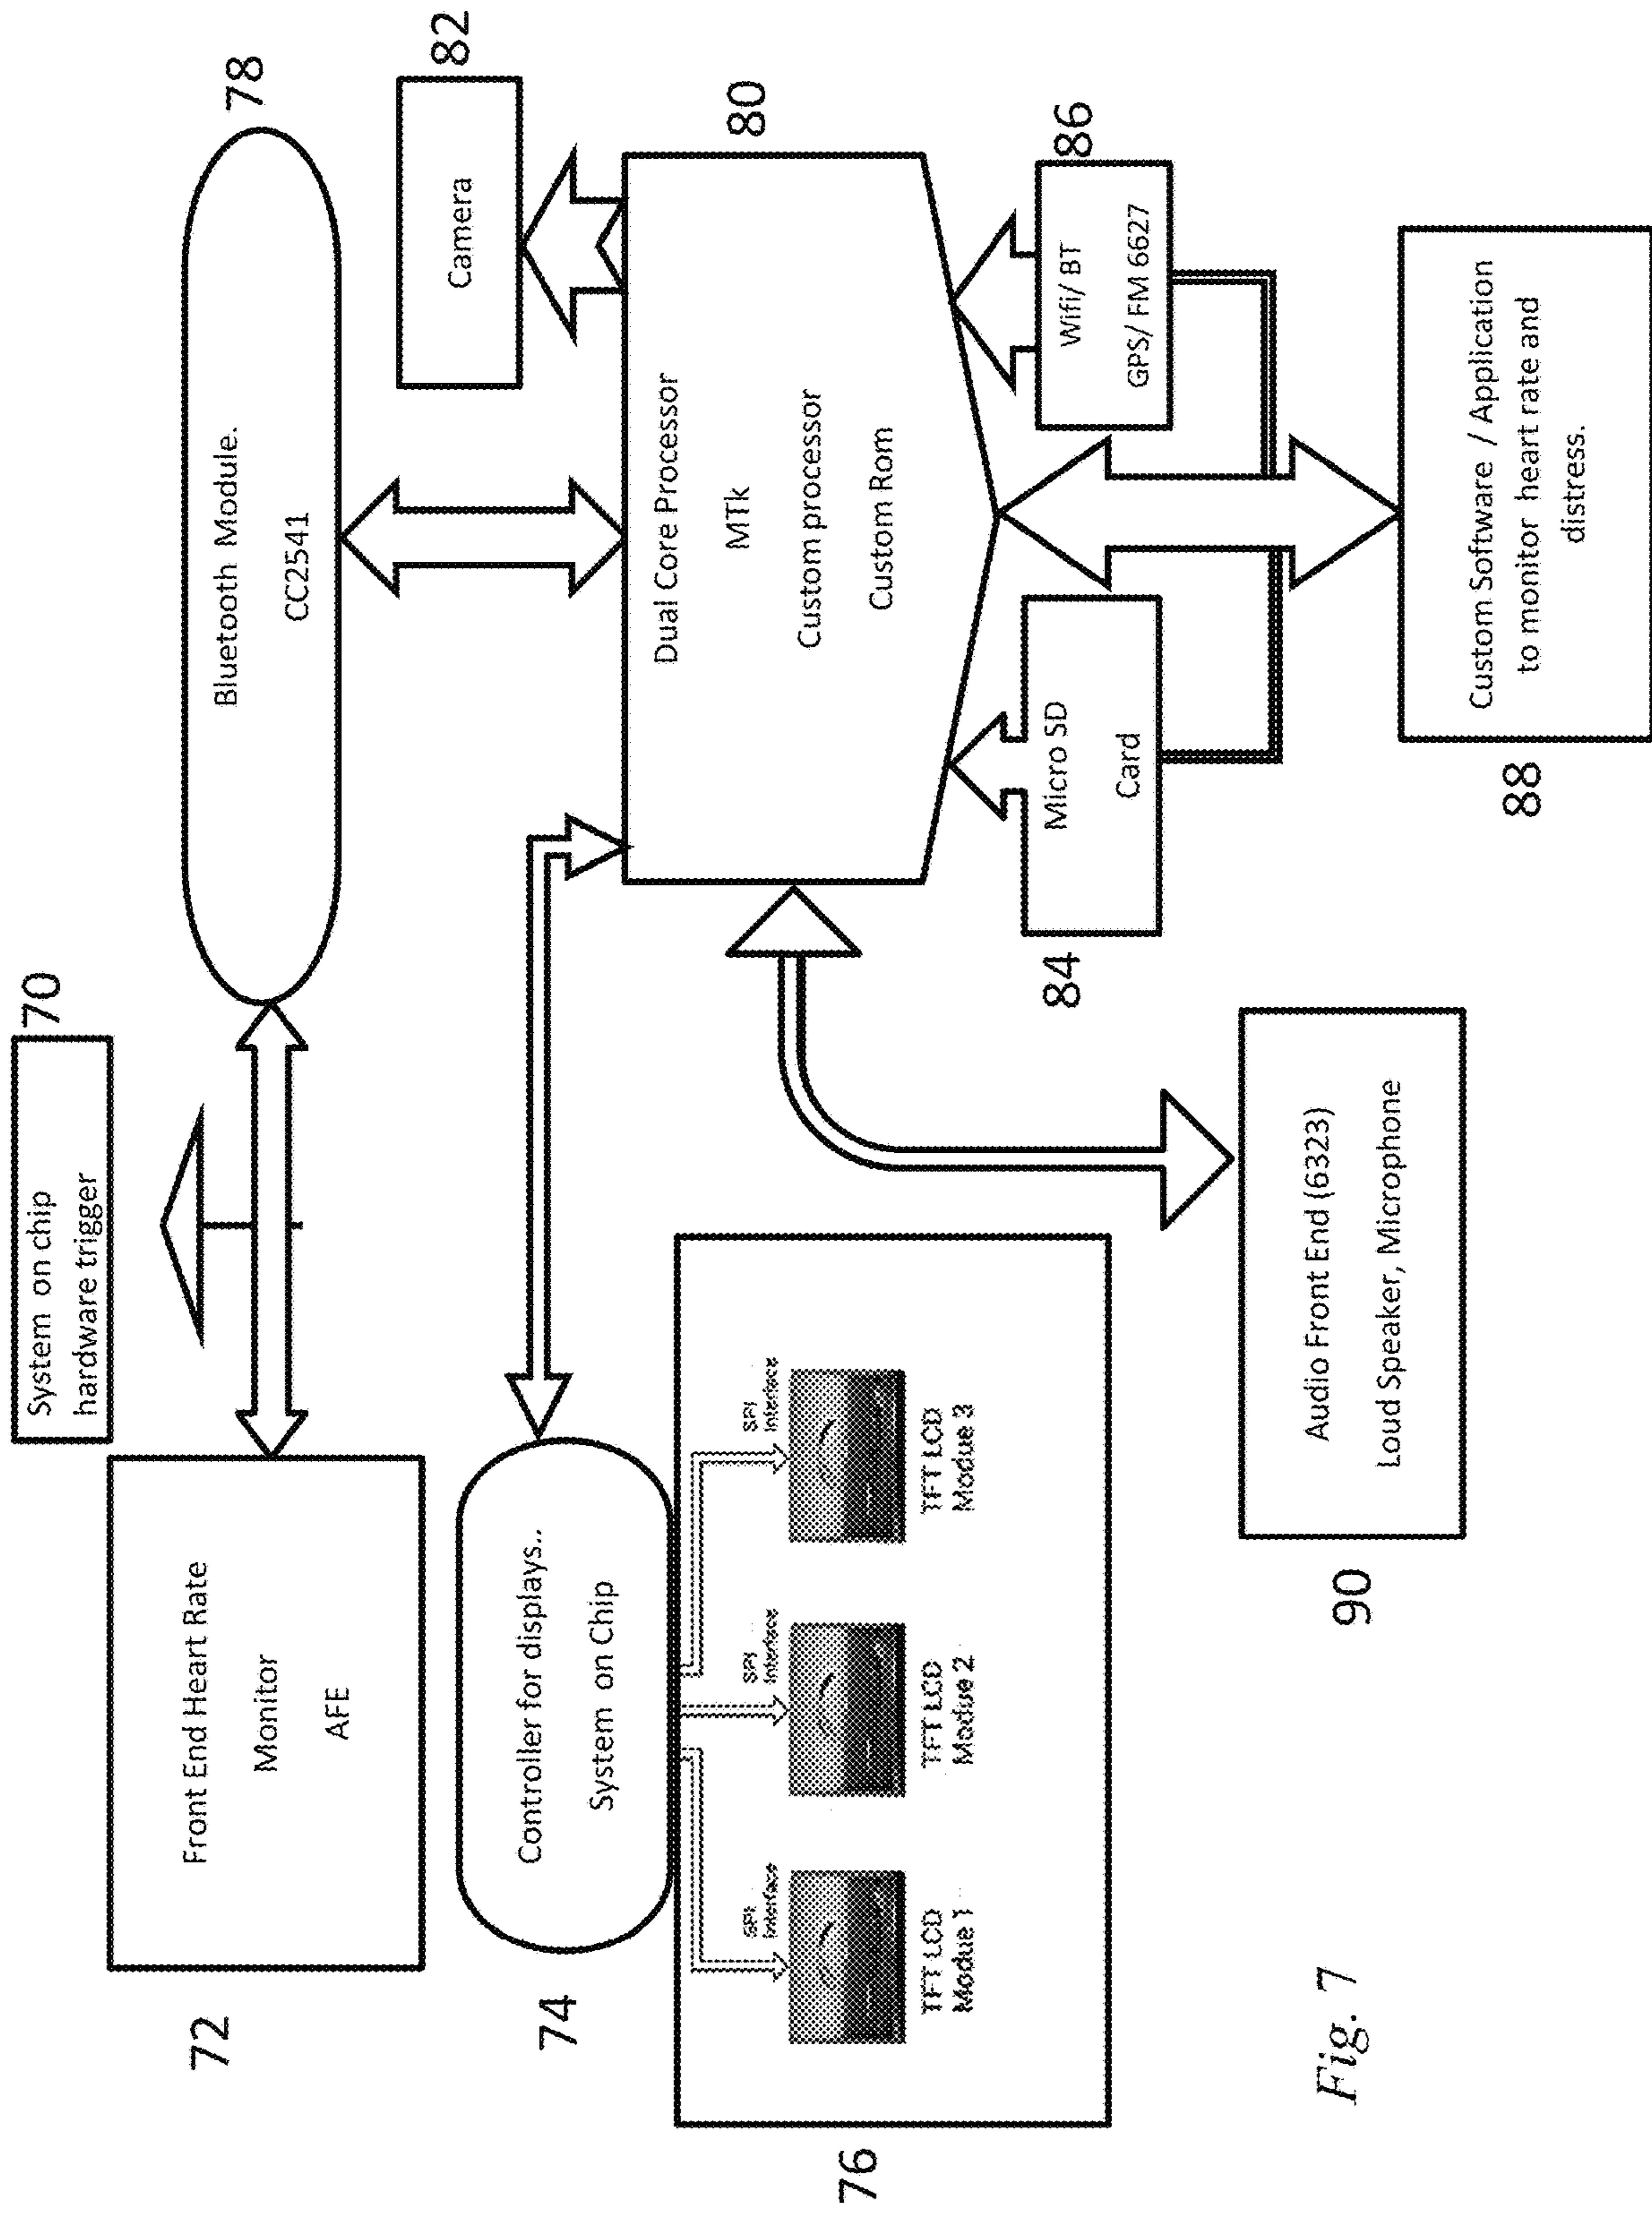 System on chip
hardware trigger
70
Front End Heart Rate
Monitor
AFE
72
Bluetooth Module.
CC2541
78
Camera
82
Controller for displays..
System on Chip
74
Dual Core Processor
MTk
Custom processor
Custom Rom
80
SPI
Interface
SPI
Interface
SPI
Interface
TFT LCD
Modue 1
TFT LCD
Modue 2
TFT LCD
Modue 3
76
Micro SD
Card
84
Wifi/ BT
GPS/ FM 6627
86
Audio Front End (6323)
Loud Speaker, Microphone
90
Custom Software / Application
to monitor heart rate and
distress.
88
Fig. 7